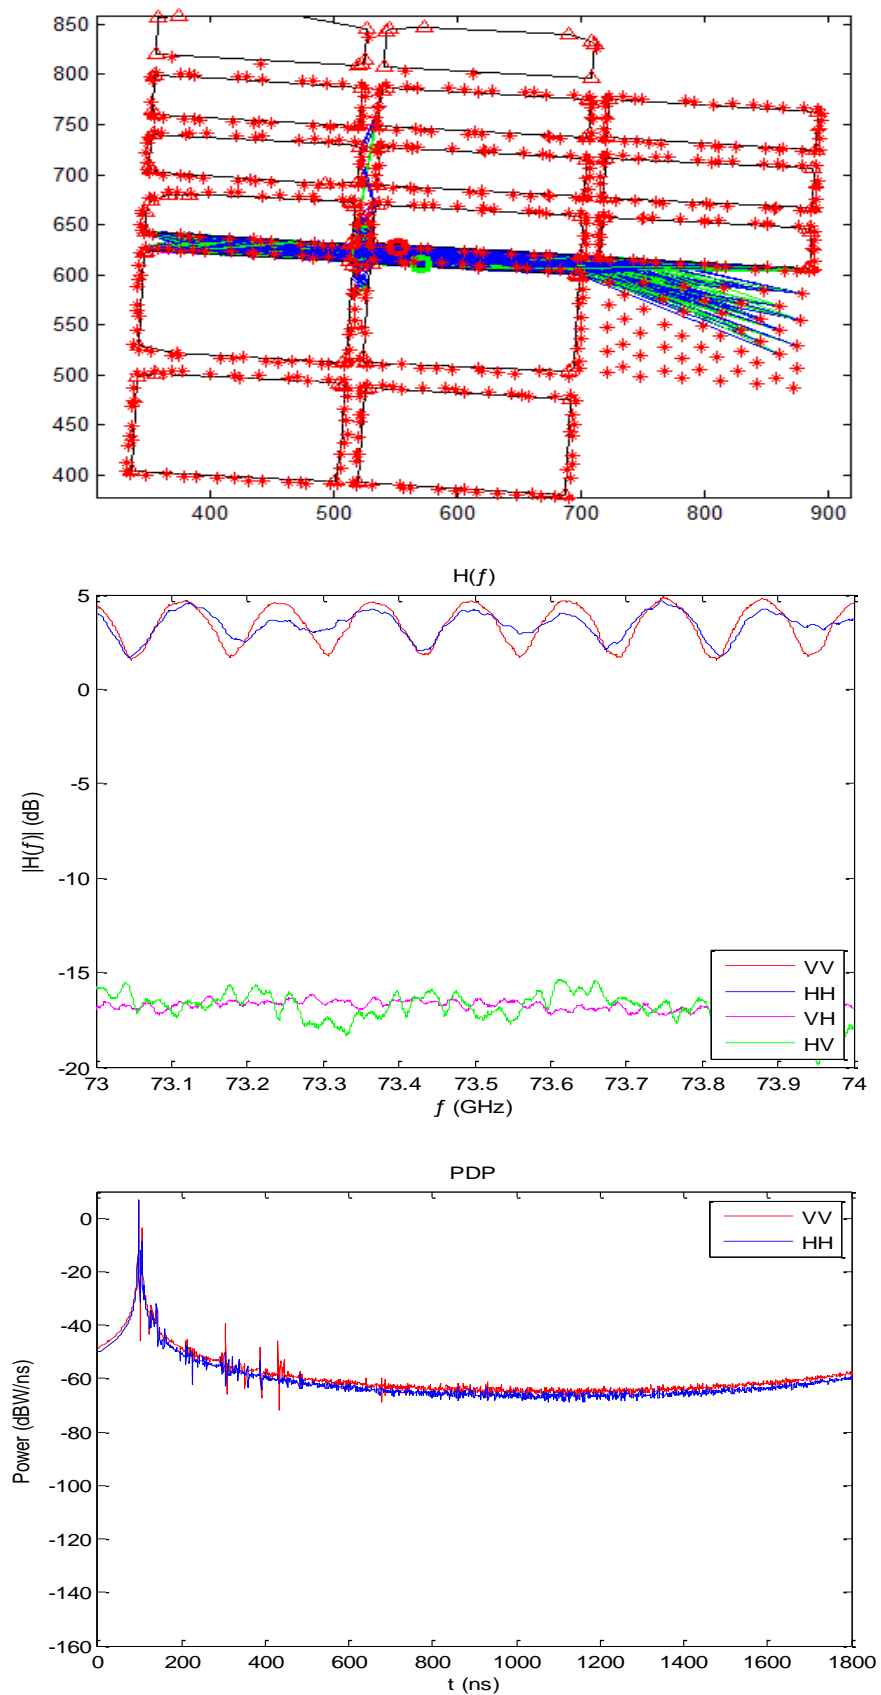 850
800
750
700
650
600
550
500
450
400
400 500 600 700 800 900
H(ƒ)
5
0
-5
-10
-15
-20
|H(ƒ)| (dB)
VV
HH
VH
HV
73 73.1 73.2 73.3 73.4 73.5 73.6 73.7 73.8 73.9 74
ƒ (GHz)
PDP
0
-20
-40
-60
-80
-100
-120
-140
-160
Power (dBW/ns)
VV
HH
0 200 400 600 800 1000 1200 1400 1600 1800
t (ns)